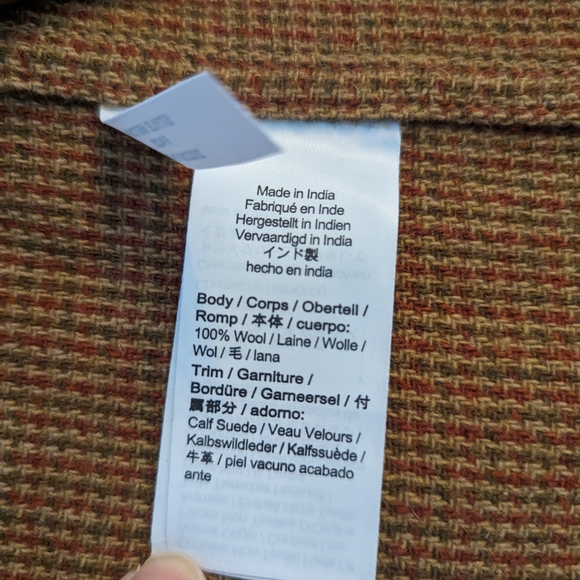 Made in India
Fabriqué en Inde
Hergestellt in Indien
Vervaardigd in India
インド製
hecho en india
Body / Corps / Oberteil /
Romp / 本体 / cuerpo:
100% Wool / Laine / Wolle /
Wol / 毛 / lana
Trim / Garniture /
Bordüre / Garneersel / 付
属部分 / adorno:
Calf Suede / Veau Velours /
Kalbswildleder / Kalfssuède /
牛革 / piel vacuno acabado
ante